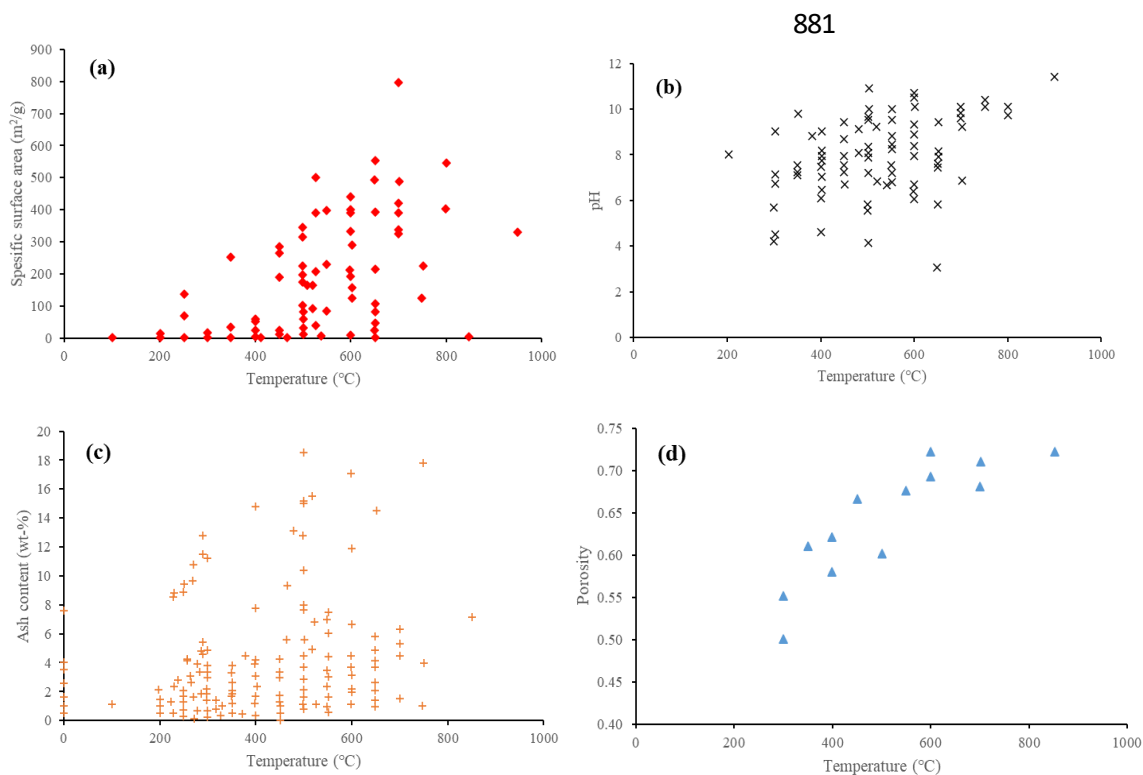 881
(a)
Spesific surface area (m²/g)
900
800
700
600
500
400
300
200
100
0
0 200 400 600 800 1000
Temperature (°C)
(b)
pH
12
10
8
6
4
2
0
0 200 400 600 800 1000
Temperature (°C)
(c)
Ash content (wt-%)
20
18
16
14
12
10
8
6
4
2
0
0 200 400 600 800 1000
Temperature (°C)
(d)
Porosity
0.75
0.70
0.65
0.60
0.55
0.50
0.45
0.40
0 200 400 600 800 1000
Temperature (°C)